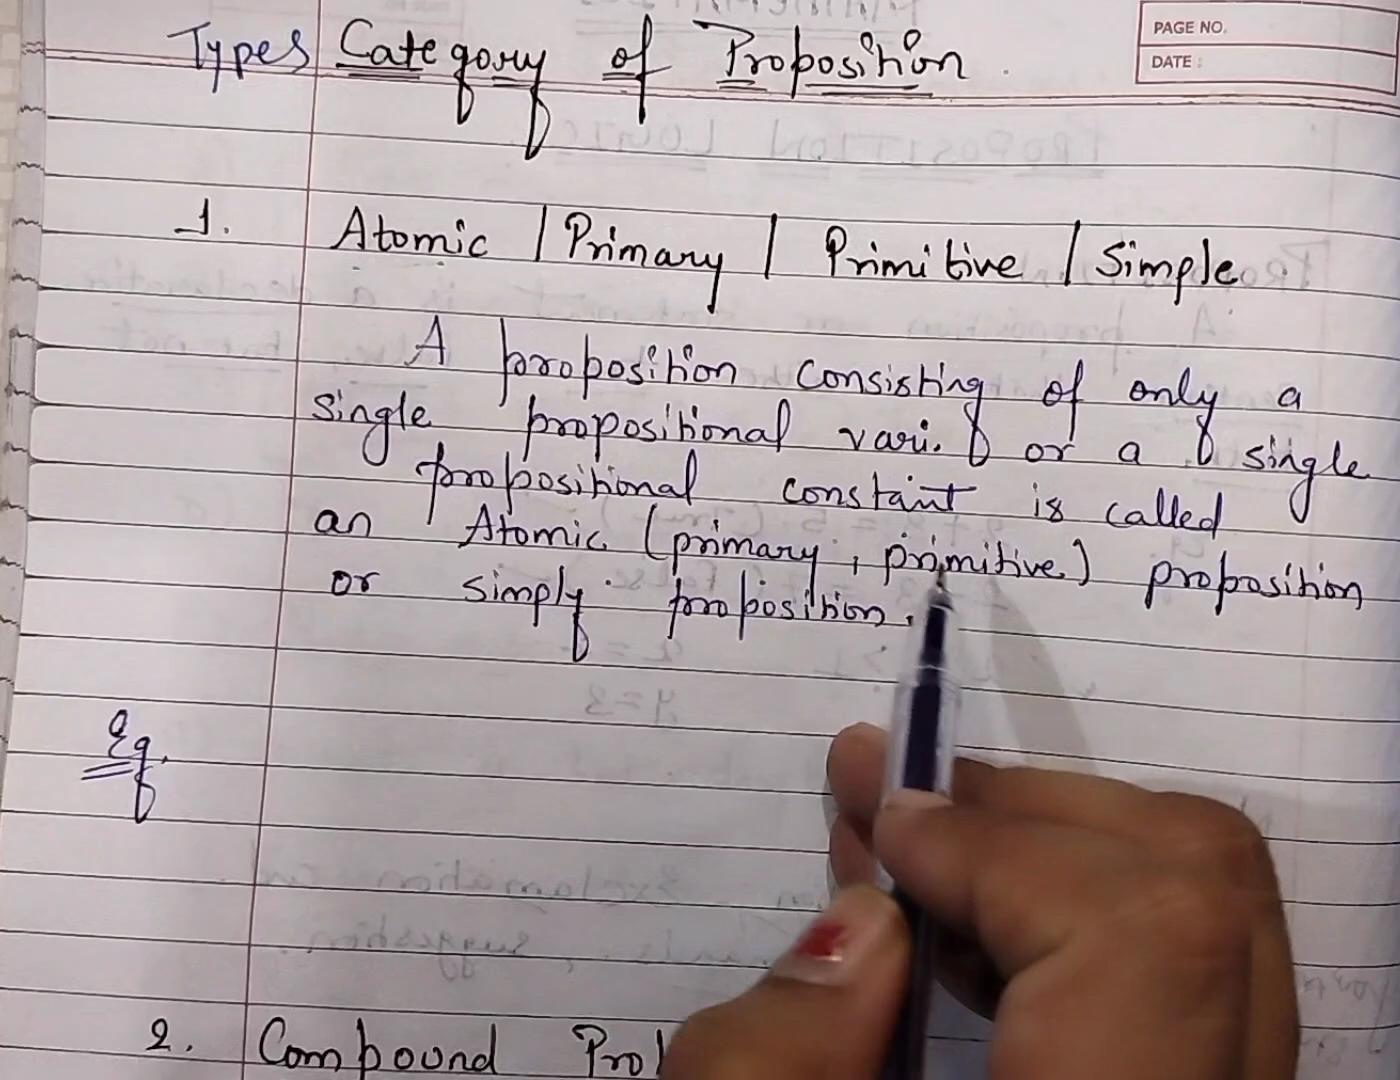 PAGE NO.
DATE :
Types Category of Proposition
1. Atomic | Primary | Primitive | Simple
A proposition consisting of only a
single propositional vari. or a single
propositional constant is called
an Atomic (primary, primitive) proposition
or simply proposition.
Eg.
2. Compound